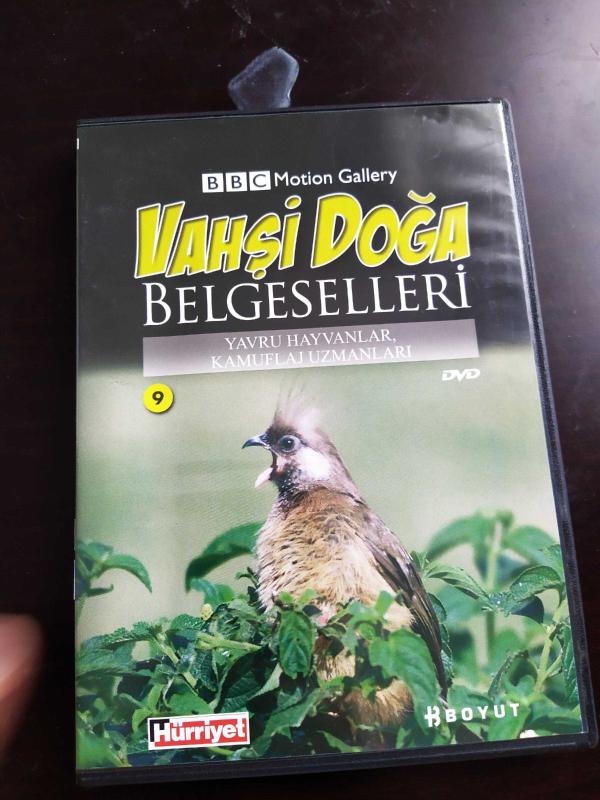 BBC Motion Gallery
VAHŞİ DOĞA
BELGESELLERİ
YAVRU HAYVANLAR,
KAMUFLAJ UZMANLARI
DVD
9
Hürriyet
BOYUT